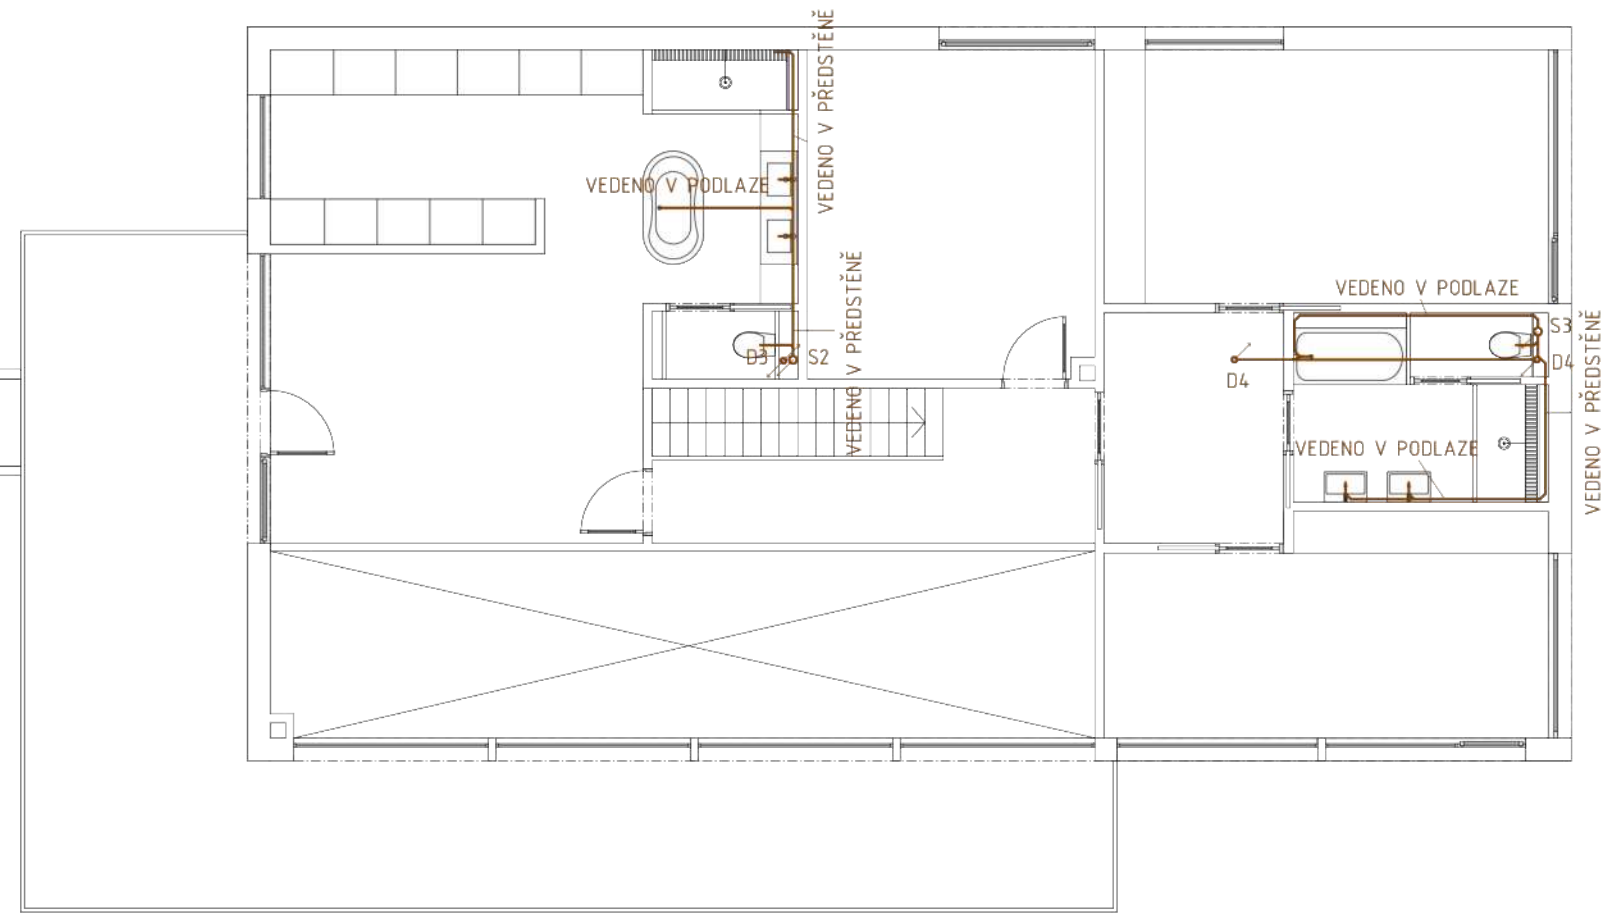 VEDENO V PŘEDSTĚNĚ
VEDENO V PODLAZE
VEDENO V PŘEDSTĚNĚ
D3
S2
VEDENO V PODLAZE
S3
D4
D4
VEDENO V PŘEDSTĚNĚ
VEDENO V PODLAZE